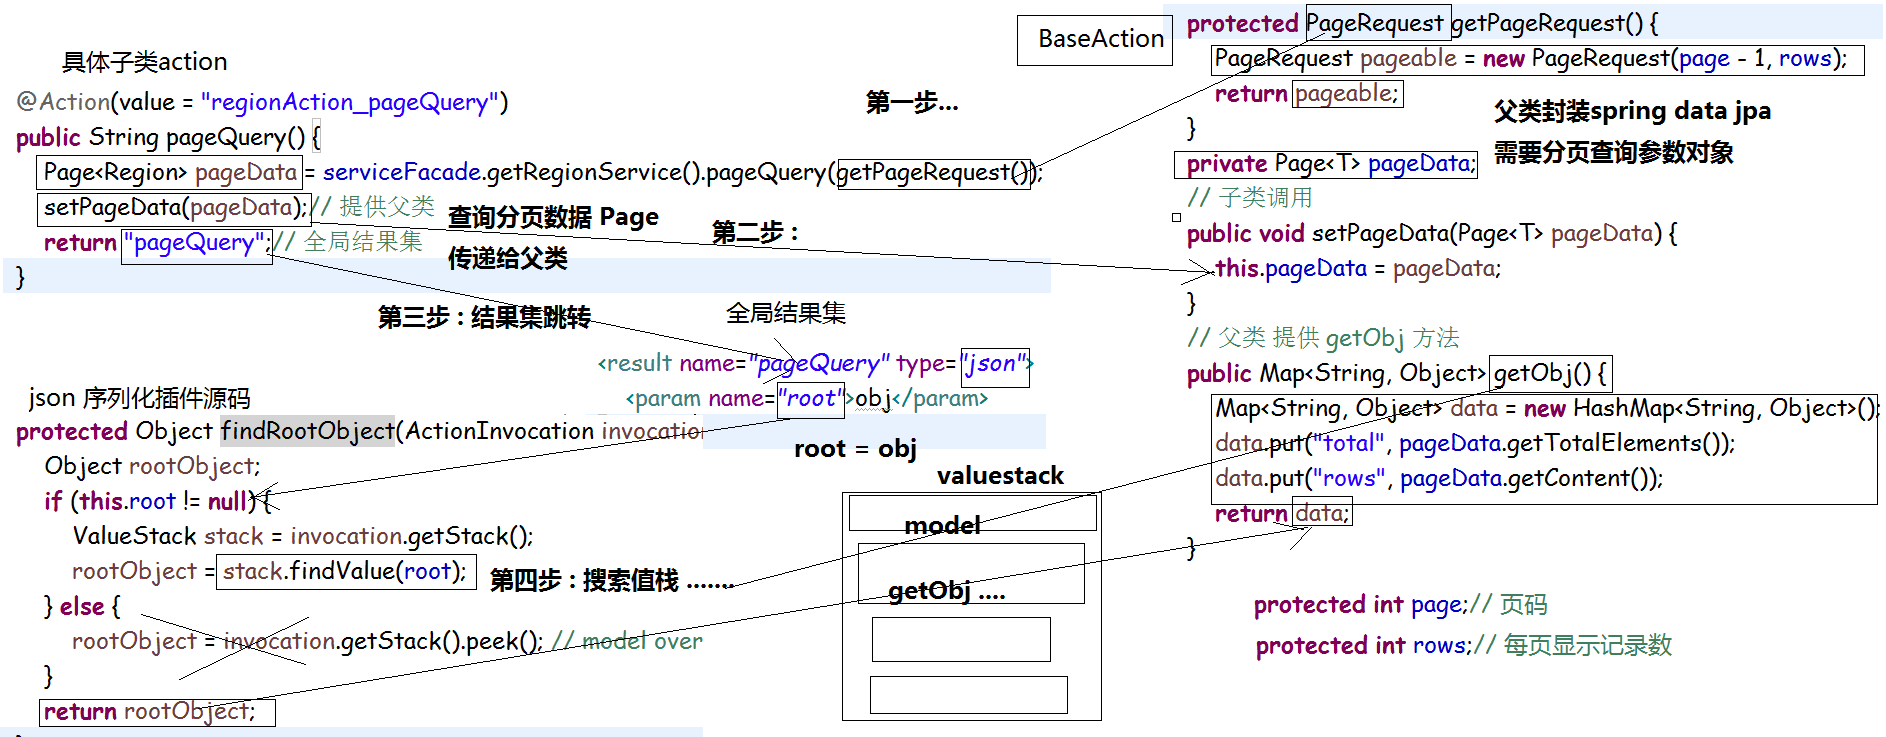 具体子类action
@Action(value = "regionAction_pageQuery")
public String pageQuery() {
Page<Region> pageData = serviceFacade.getRegionService().pageQuery(getPageRequest());
setPageData(pageData);// 提供父类
return "pageQuery";// 全局结果集
}
第一步...
查询分页数据 Page
传递给父类
第二步：
第三步：结果集跳转
全局结果集
<result name="pageQuery" type="json">
<param name="root">obj</param>
root = obj
json 序列化插件源码
protected Object findRootObject(ActionInvocation invocation
Object rootObject;
if (this.root != null) {
ValueStack stack = invocation.getStack();
rootObject = stack.findValue(root);
} else {
rootObject = invocation.getStack().peek(); // model over
}
return rootObject;
第四步：搜索值栈 .......
valuestack
model
getObj ....
BaseAction
protected PageRequest getPageRequest() {
PageRequest pageable = new PageRequest(page - 1, rows);
return pageable;
}
父类封装spring data jpa
需要分页查询参数对象
private Page<T> pageData;
// 子类调用
public void setPageData(Page<T> pageData) {
this.pageData = pageData;
}
// 父类 提供 getObj 方法
public Map<String, Object> getObj() {
Map<String, Object> data = new HashMap<String, Object>();
data.put("total", pageData.getTotalElements());
data.put("rows", pageData.getContent());
return data;
}
protected int page;// 页码
protected int rows;// 每页显示记录数